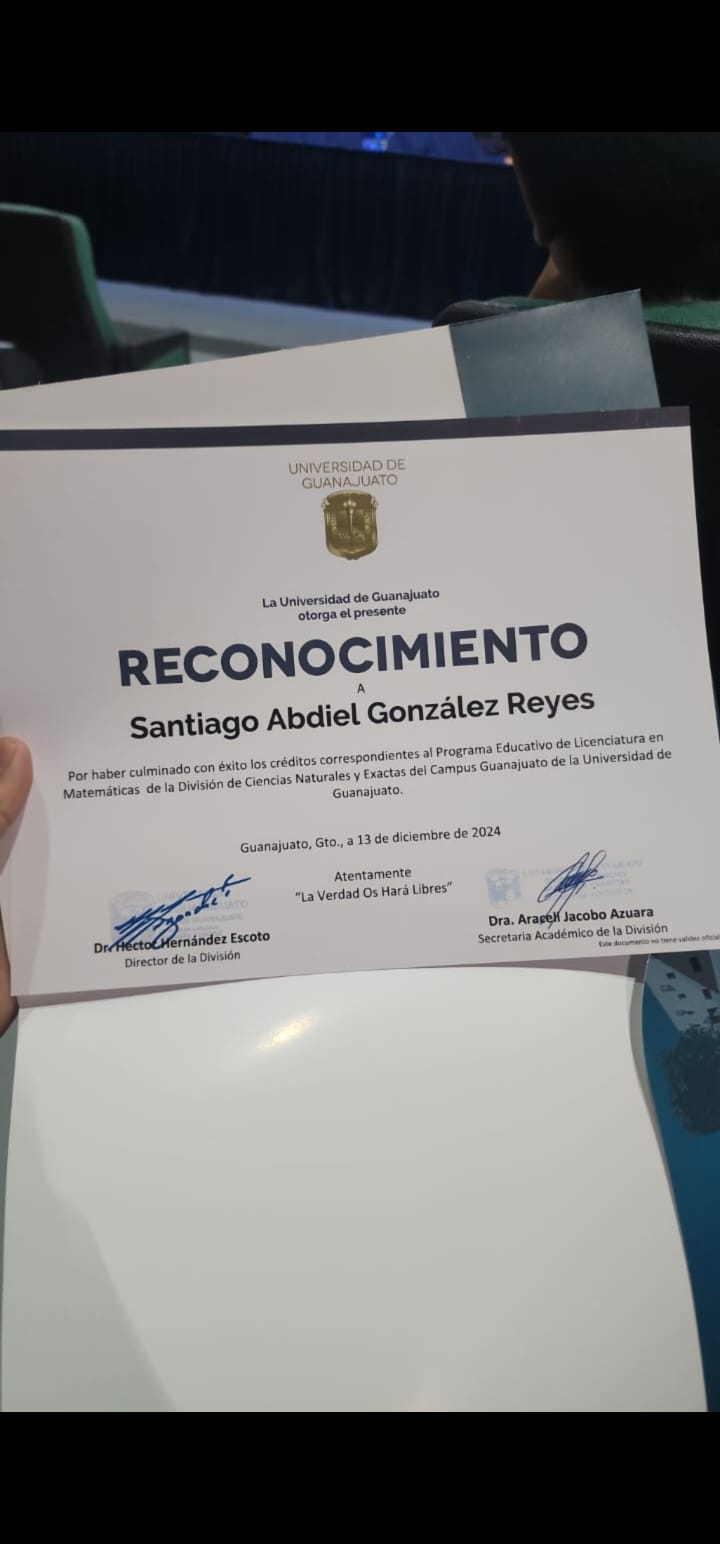 UNIVERSIDAD DE
GUANAJUATO
La Universidad de Guanajuato
otorga el presente
RECONOCIMIENTO
A
Santiago Abdiel González Reyes
Por haber culminado con éxito los créditos correspondientes al Programa Educativo de Licenciatura en
Matemáticas de la División de Ciencias Naturales y Exactas del Campus Guanajuato de la Universidad de
Guanajuato.
Guanajuato, Gto., a 13 de diciembre de 2024
Atentamente
"La Verdad Os Hará Libres"
Dr. Héctor Hernández Escoto
Director de la División
Dra. Araceli Jacobo Azuara
Secretaria Académico de la División
Este documento no tiene validez oficial